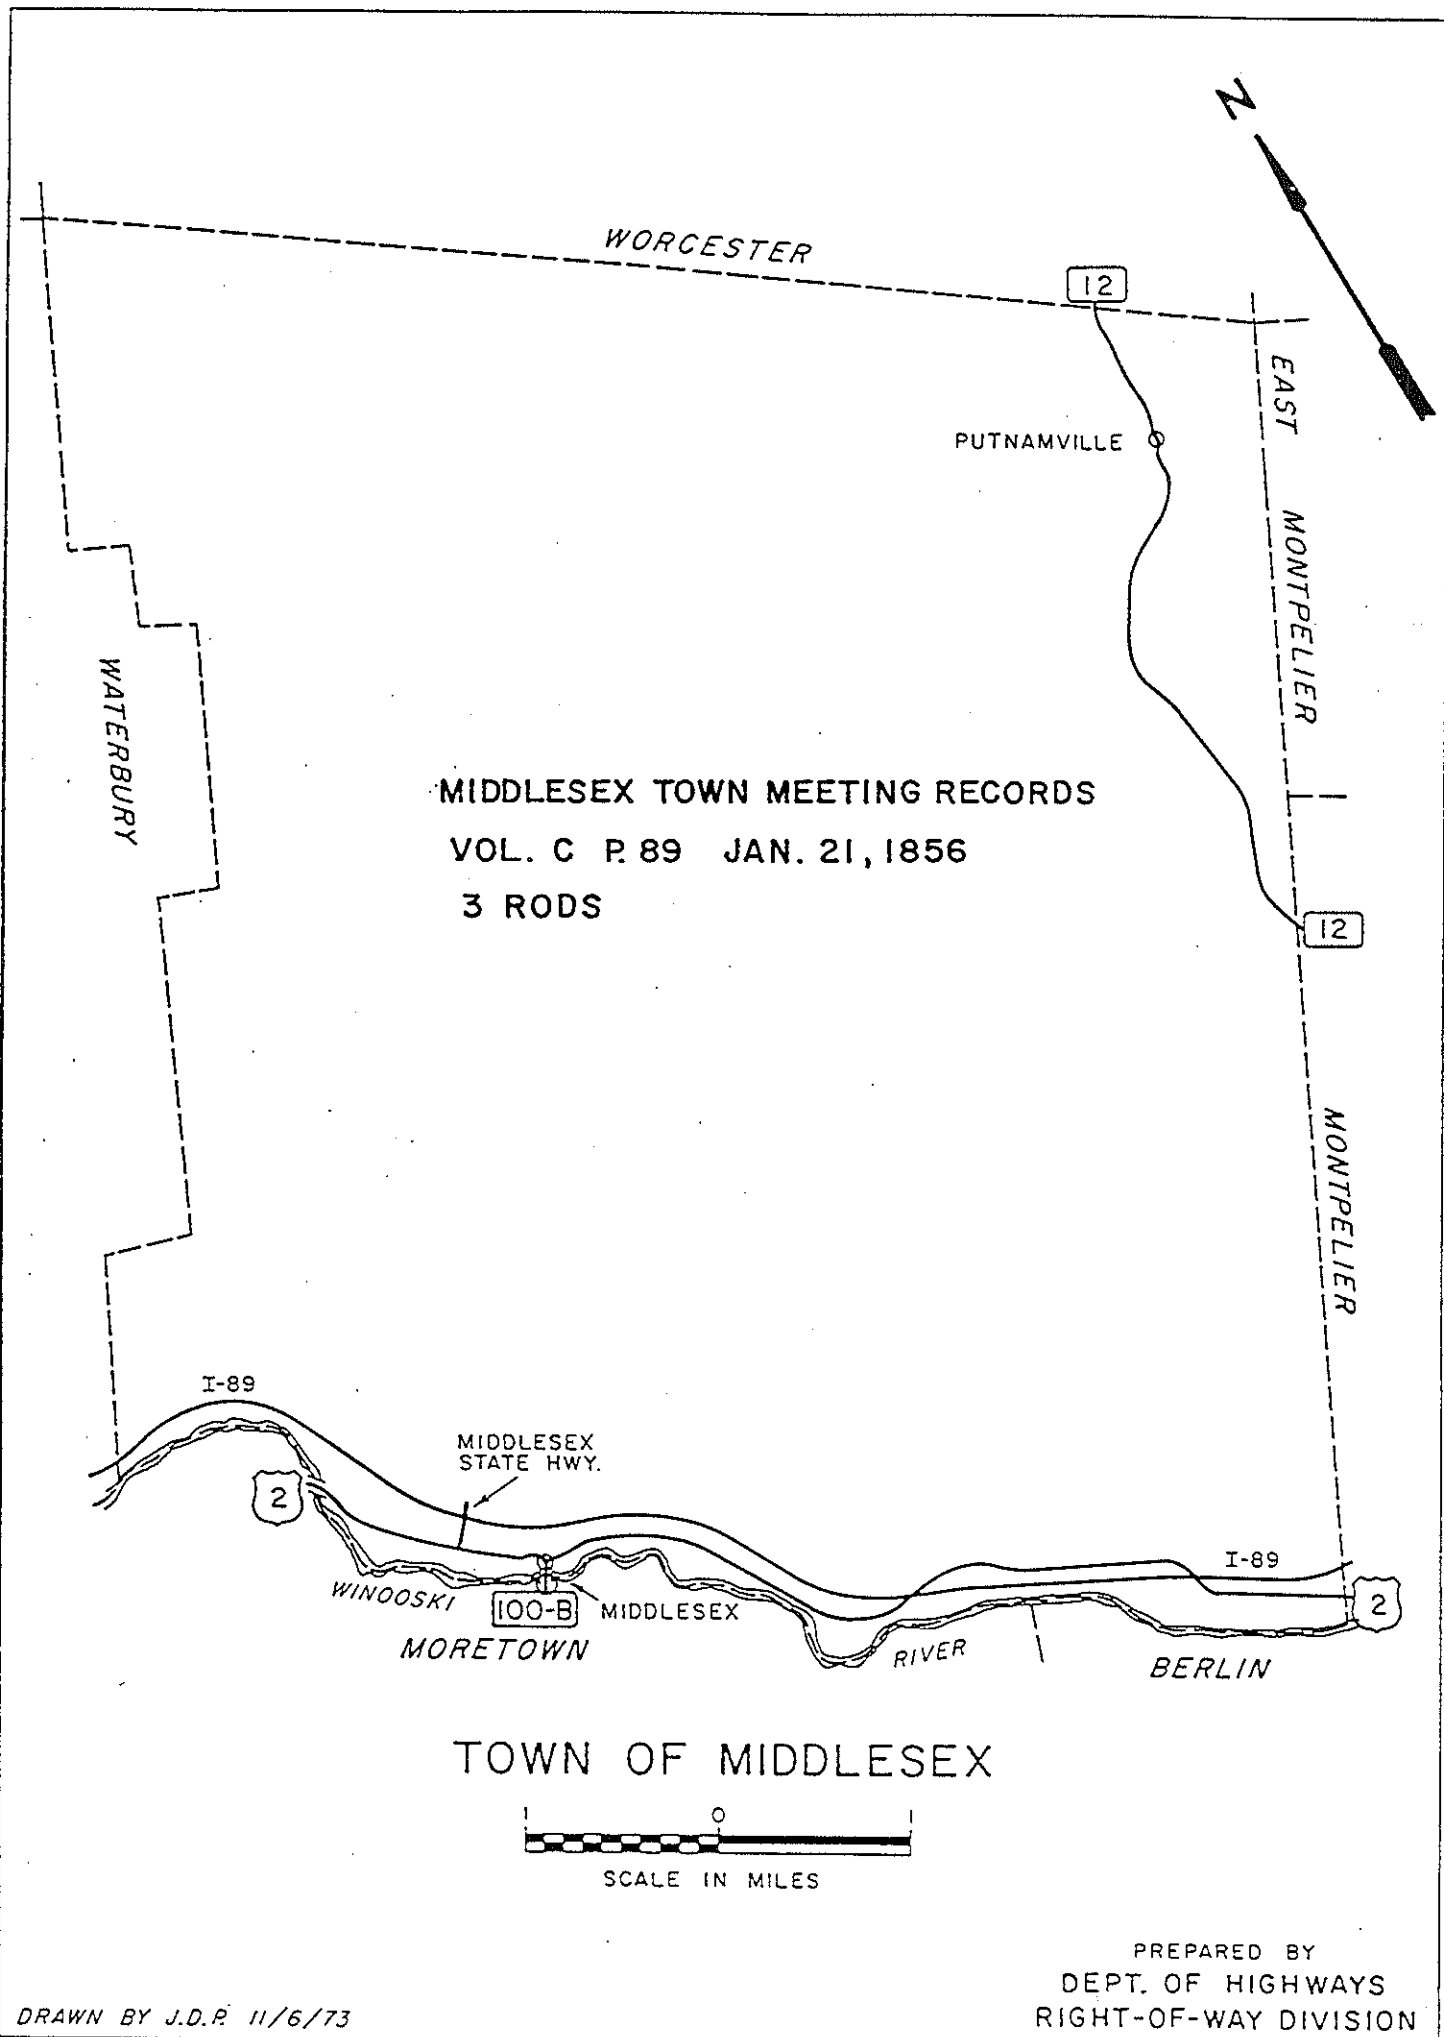 N
WORCESTER
12
EAST MONTPELIER
PUTNAMVILLE
WATERBURY
MIDDLESEX TOWN MEETING RECORDS
VOL. C P. 89 JAN. 21, 1856
3 RODS
12
MONTPELIER
I-89
MIDDLESEX
STATE HWY.
2
I-89
WINOOSKI
100-B
MIDDLESEX
2
MORETOWN
RIVER
BERLIN
TOWN OF MIDDLESEX
1 0 1
SCALE IN MILES
PREPARED BY
DEPT. OF HIGHWAYS
RIGHT-OF-WAY DIVISION
DRAWN BY J.D.P. 11/6/73